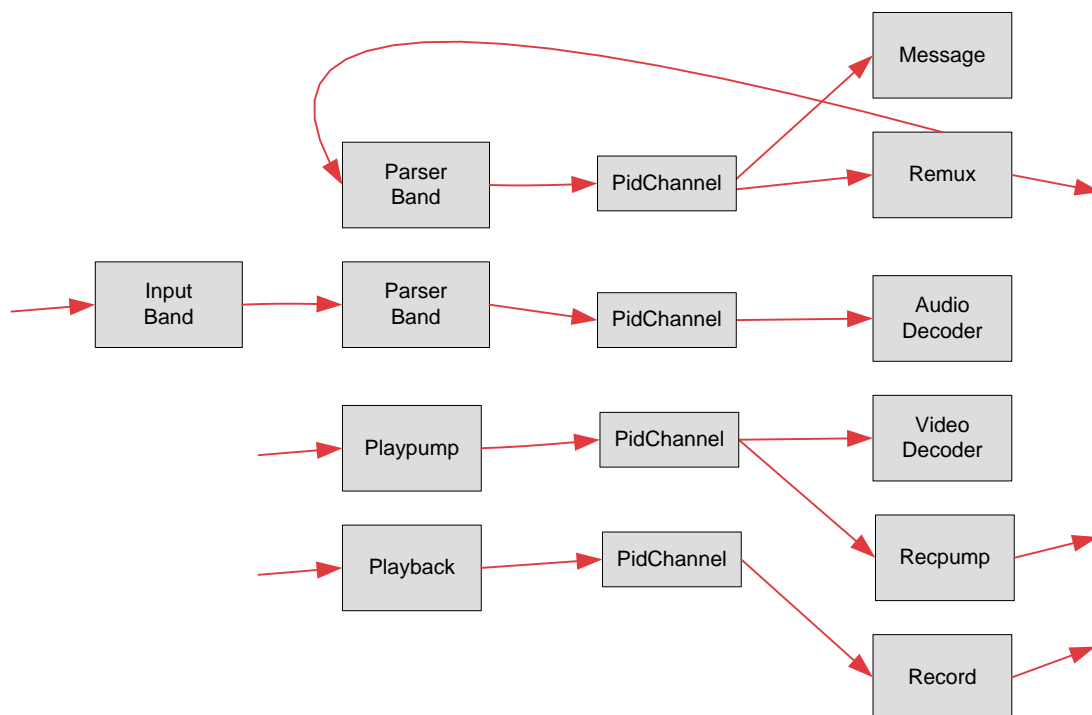 Message
Parser
Band
PidChannel
Remux
Input
Band
Parser
Band
PidChannel
Audio
Decoder
Playpump
PidChannel
Video
Decoder
Playback
PidChannel
Recpump
Record